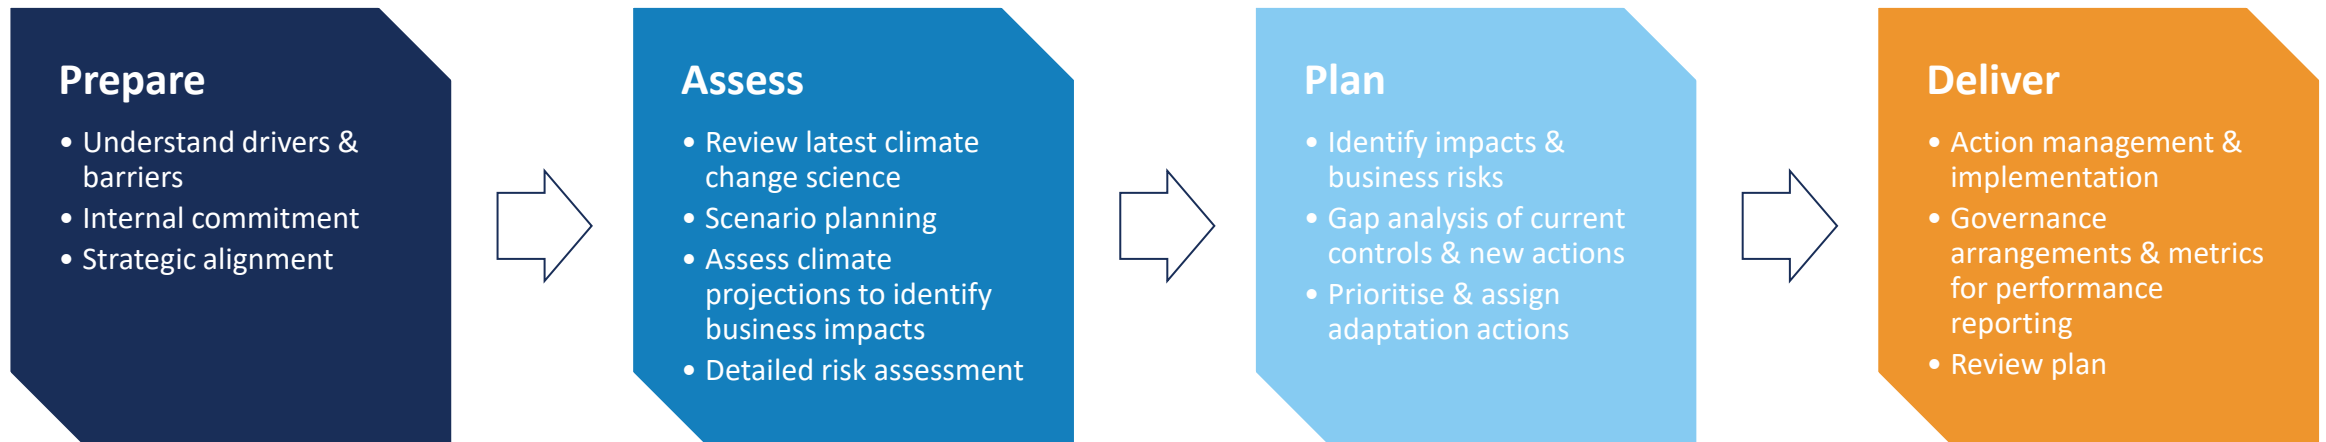 Prepare
• Understand drivers &
barriers
• Internal commitment
• Strategic alignment
Assess
• Review latest climate
change science
• Scenario planning
• Assess climate
projections to identify
business impacts
• Detailed risk assessment
Plan
• Identify impacts &
business risks
• Gap analysis of current
controls & new actions
• Prioritise & assign
adaptation actions
Deliver
• Action management &
implementation
• Governance
arrangements & metrics
for performance
reporting
• Review plan